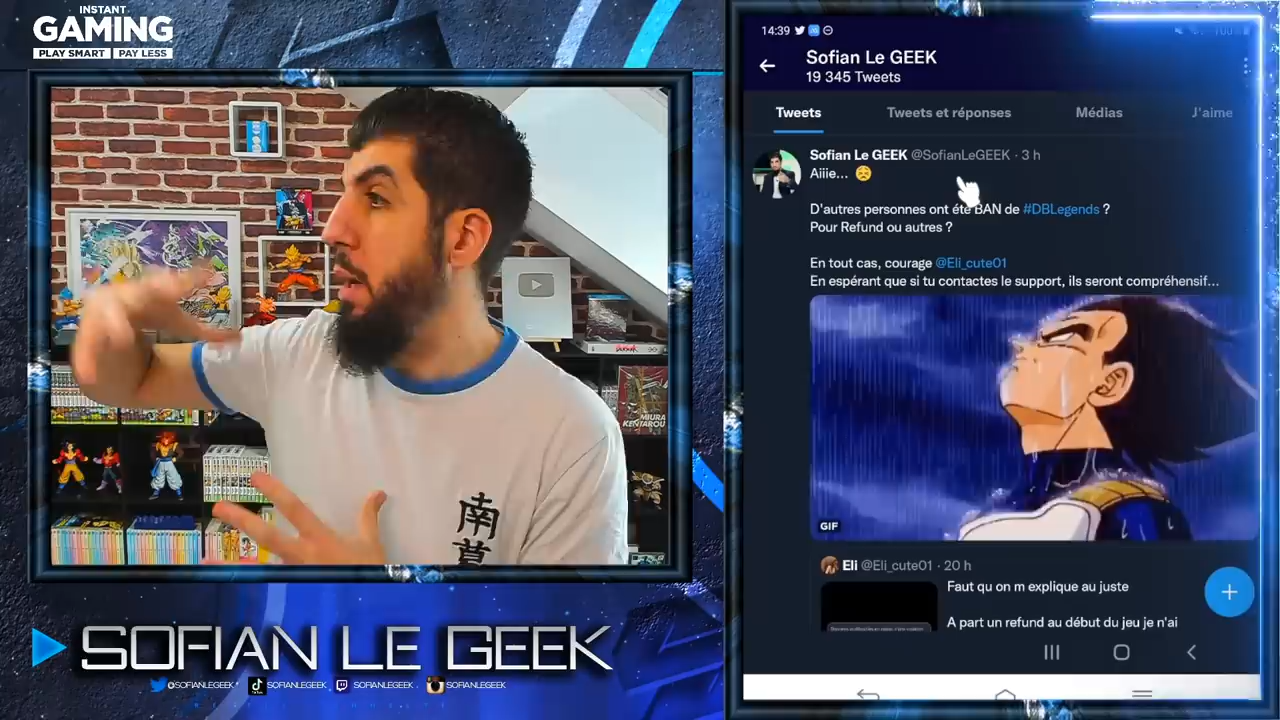 INSTANT
GAMING
PLAY SMART | PAY LESS
14:39
Sofian Le GEEK
19 345 Tweets
Tweets
Tweets et réponses
Médias
J'aime
Sofian Le GEEK @SofianLeGEEK · 3 h
Aiiie...
D'autres personnes ont été BAN de #DBLegends ?
Pour Refund ou autres ?
En tout cas, courage @Eli_cute01
En espérant que si tu contactes le support, ils seront compréhensif...
GIF
Eli @Eli_cute01 · 20 h
Faut qu on m explique au juste
A part un refund au début du jeu je n'ai
MIURA
KENTAROU
南
SOFIAN LE GEEK
@SOFIANLEGEEK
SOFIANLEGEEK
SOFIANLEGEEK
SOFIANLEGEEK